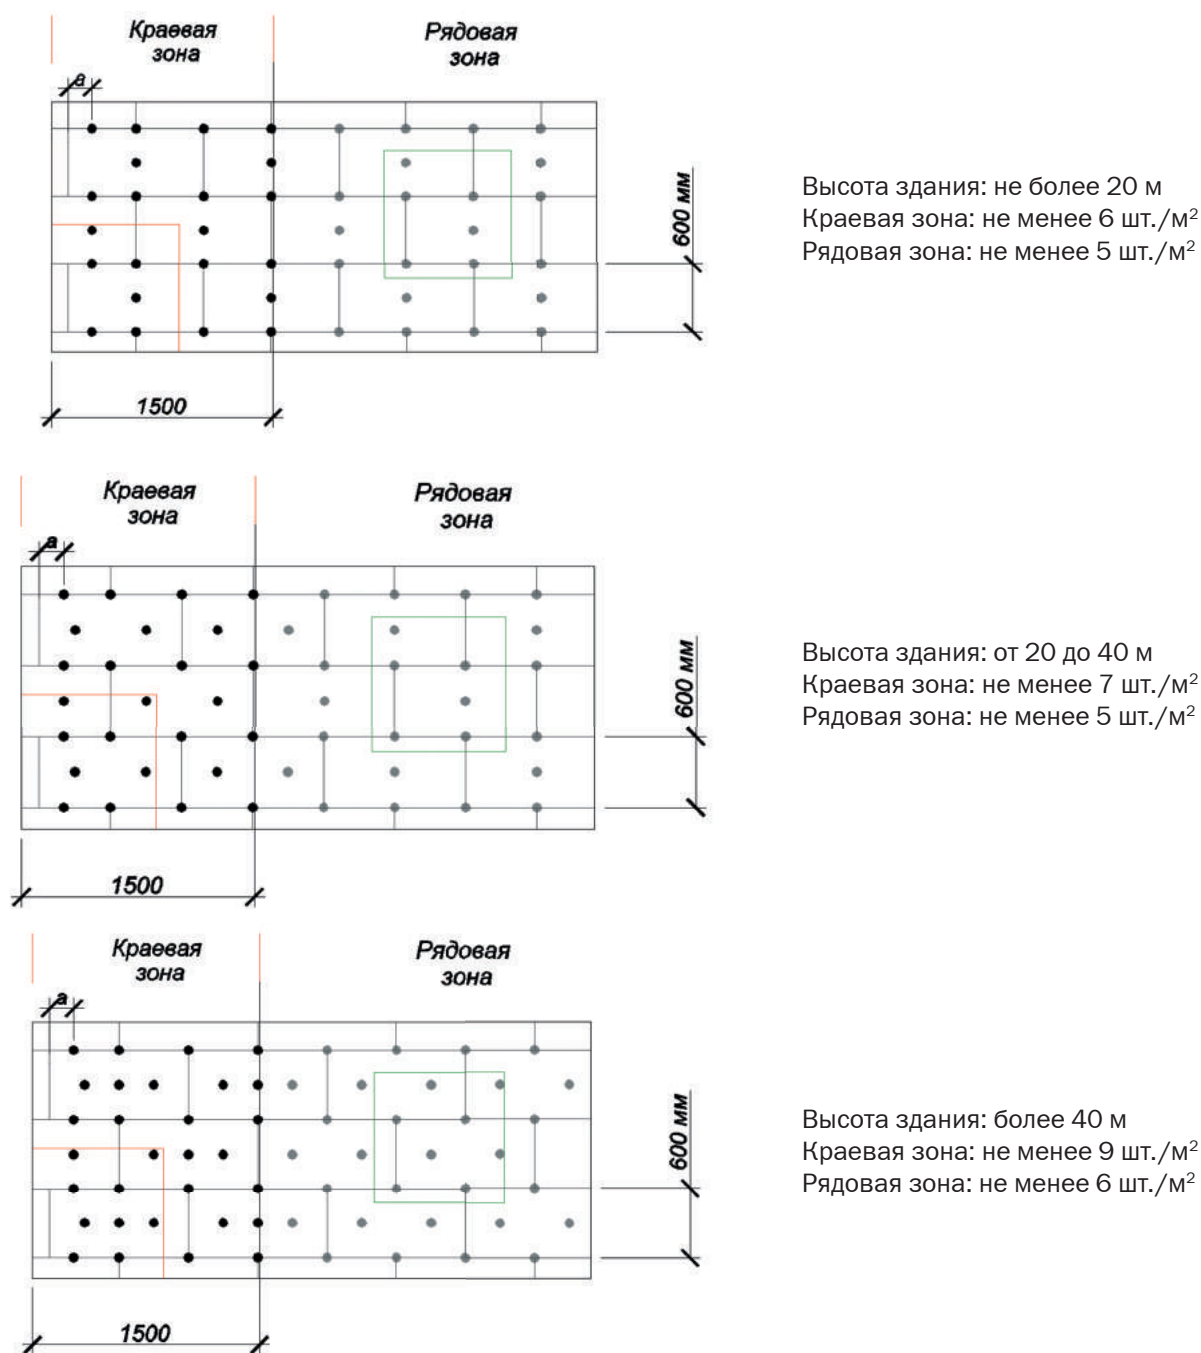 Краевая
зона
Рядовая
зона
а
600 мм
1500
Высота здания: не более 20 м
Краевая зона: не менее 6 шт./м²
Рядовая зона: не менее 5 шт./м²
Краевая
зона
Рядовая
зона
а
600 мм
1500
Высота здания: от 20 до 40 м
Краевая зона: не менее 7 шт./м²
Рядовая зона: не менее 5 шт./м²
Краевая
зона
Рядовая
зона
а
600 мм
1500
Высота здания: более 40 м
Краевая зона: не менее 9 шт./м²
Рядовая зона: не менее 6 шт./м²